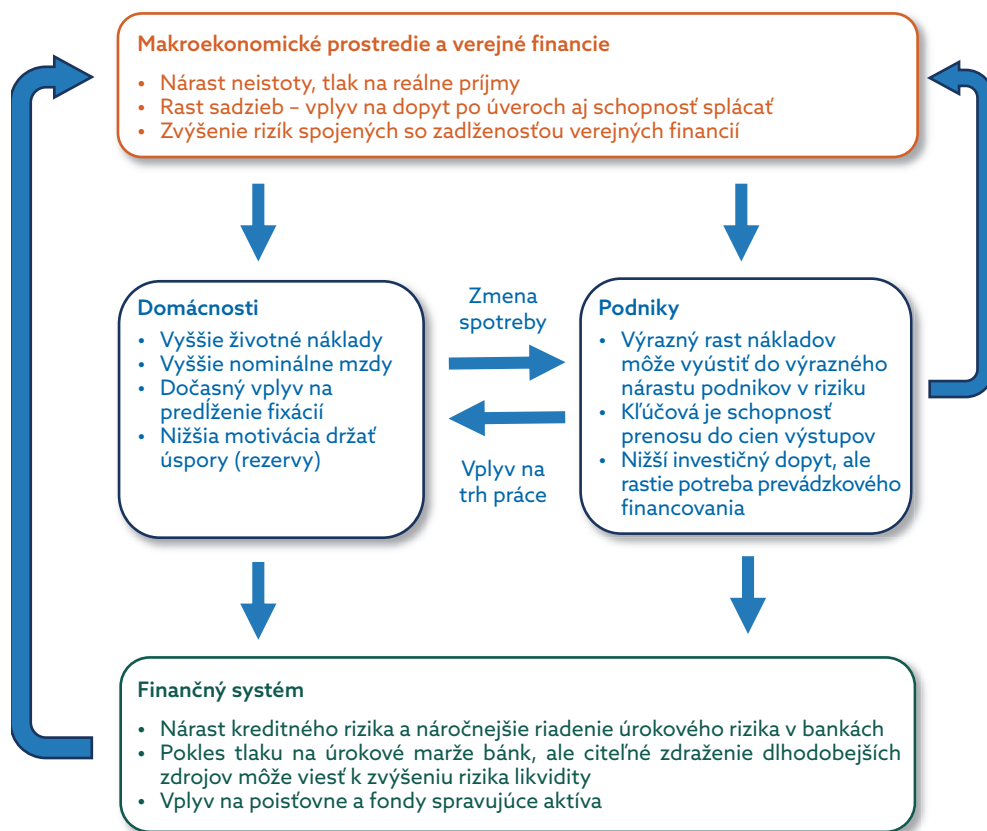 Makroekonomické prostredie a verejné financie
• Nárast neistoty, tlak na reálne príjmy
• Rast sadzieb – vplyv na dopyt po úveroch aj schopnosť splácať
• Zvýšenie rizík spojených so zadlženosťou verejných financií
Domácnosti
• Vyššie životné náklady
• Vyššie nominálne mzdy
• Dočasný vplyv na
predĺženie fixácií
• Nižšia motivácia držať
úspory (rezervy)
Zmena
spotreby
Vplyv na
trh práce
Podniky
• Výrazný rast nákladov
môže vyústiť do výrazného
nárastu podnikov v riziku
• Kľúčová je schopnosť
prenosu do cien výstupov
• Nižší investičný dopyt, ale
rastie potreba prevádzkového
financovania
Finančný systém
• Nárast kreditného rizika a náročnejšie riadenie úrokového rizika v bankách
• Pokles tlaku na úrokové marže bánk, ale citeľné zdraženie dlhodobejších
zdrojov môže viesť k zvýšeniu rizika likvidity
• Vplyv na poisťovne a fondy spravujúce aktíva